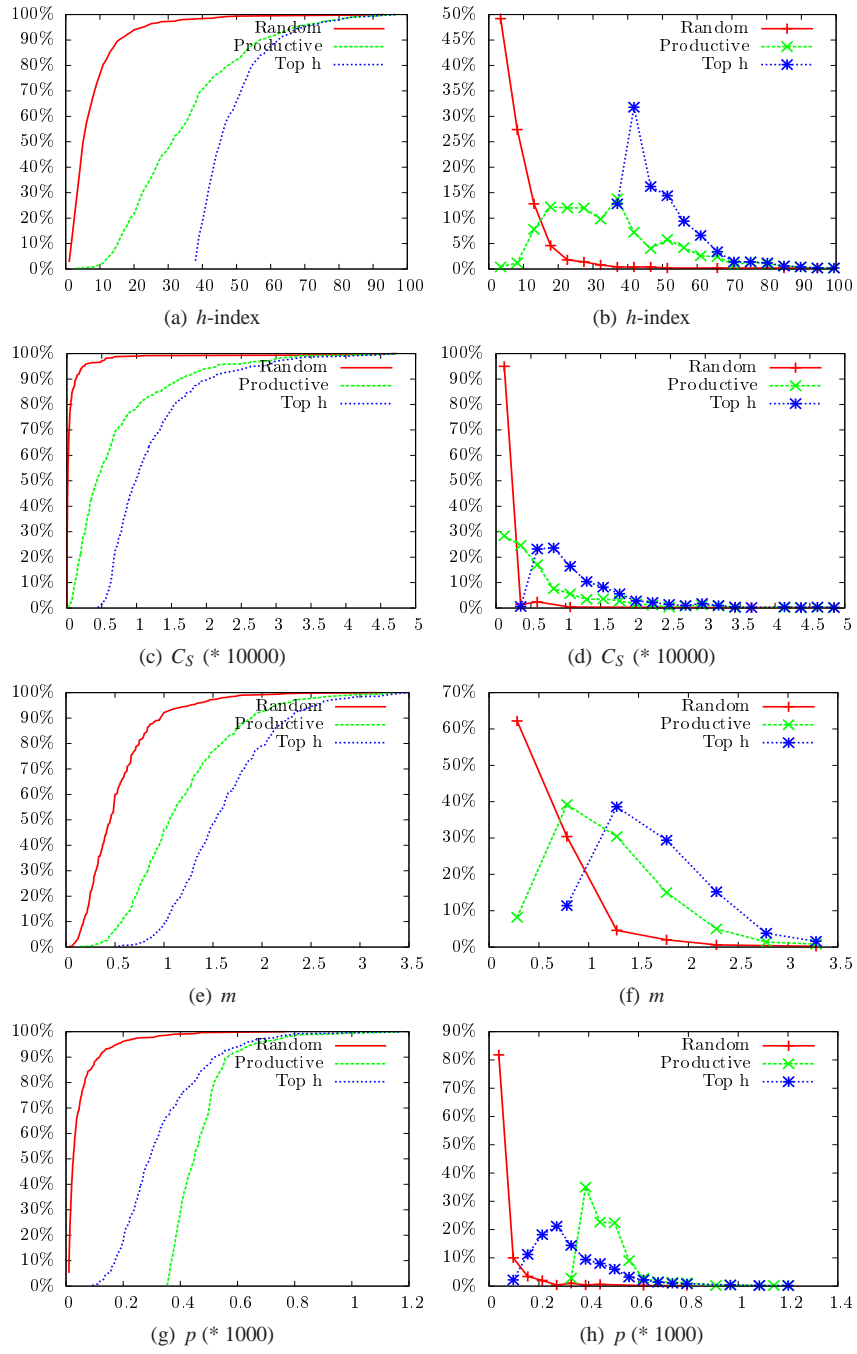 100%
90%
80%
70%
60%
50%
40%
30%
20%
10%
0%
0 10 20 30 40 50 60 70 80 90 100
Random
Productive
Top h
(a) h-index
50%
45%
40%
35%
30%
25%
20%
15%
10%
5%
0%
0 10 20 30 40 50 60 70 80 90 100
Random
Productive
Top h
(b) h-index
100%
90%
80%
70%
60%
50%
40%
30%
20%
10%
0%
0 0.5 1 1.5 2 2.5 3 3.5 4 4.5 5
Random
Productive
Top h
(c) C_S (* 10000)
100%
90%
80%
70%
60%
50%
40%
30%
20%
10%
0%
0 0.5 1 1.5 2 2.5 3 3.5 4 4.5 5
Random
Productive
Top h
(d) C_S (* 10000)
100%
90%
80%
70%
60%
50%
40%
30%
20%
10%
0%
0 0.5 1 1.5 2 2.5 3 3.5
Random
Productive
Top h
(e) m
70%
60%
50%
40%
30%
20%
10%
0%
0 0.5 1 1.5 2 2.5 3 3.5
Random
Productive
Top h
(f) m
100%
90%
80%
70%
60%
50%
40%
30%
20%
10%
0%
0 0.2 0.4 0.6 0.8 1 1.2
Random
Productive
Top h
(g) p (* 1000)
90%
80%
70%
60%
50%
40%
30%
20%
10%
0%
0 0.2 0.4 0.6 0.8 1 1.2 1.4
Random
Productive
Top h
(h) p (* 1000)